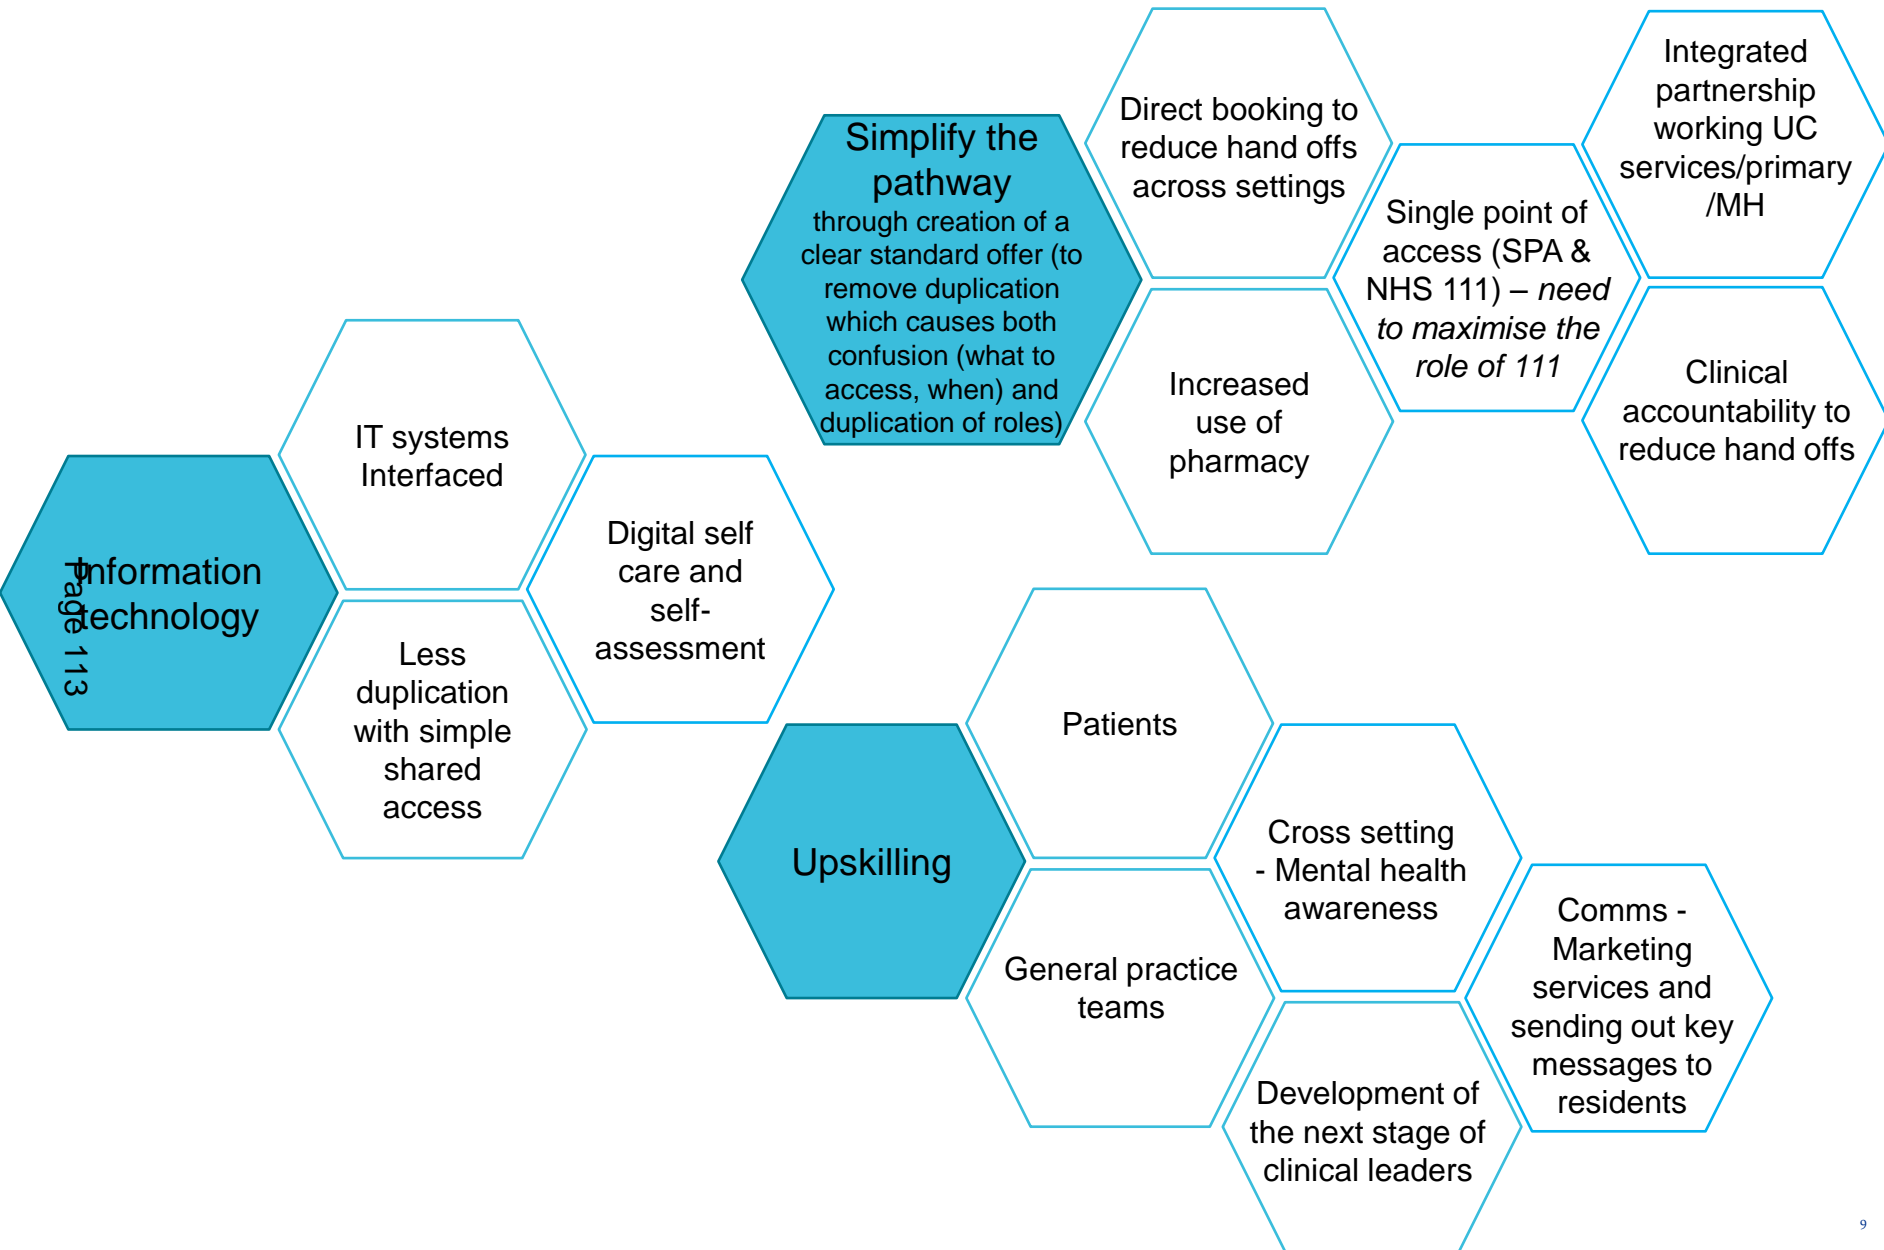 Simplify the
pathway
through creation of a
clear standard offer (to
remove duplication
which causes both
confusion (what to
access, when) and
duplication of roles)
Direct booking to
reduce hand offs
across settings
Increased
use of
pharmacy
Single point of
access (SPA &
NHS 111) – need
to maximise the
role of 111
Integrated
partnership
working UC
services/primary
/MH
Clinical
accountability to
reduce hand offs
Information
technology
Page 113
IT systems
Interfaced
Less
duplication
with simple
shared
access
Digital self
care and
self-
assessment
Upskilling
Patients
General practice
teams
Cross setting
- Mental health
awareness
Development of
the next stage of
clinical leaders
Comms -
Marketing
services and
sending out key
messages to
residents
9